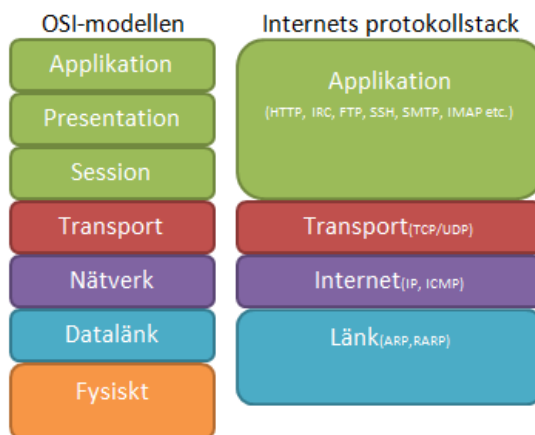 OSI-modellen
Applikation
Presentation
Session
Transport
Nätverk
Datalänk
Fysiskt
Internets protokollstack
Applikation
(HTTP, IRC, FTP, SSH, SMTP, IMAP etc.)
Transport(TCP/UDP)
Internet(IP, ICMP)
Länk(ARP,RARP)